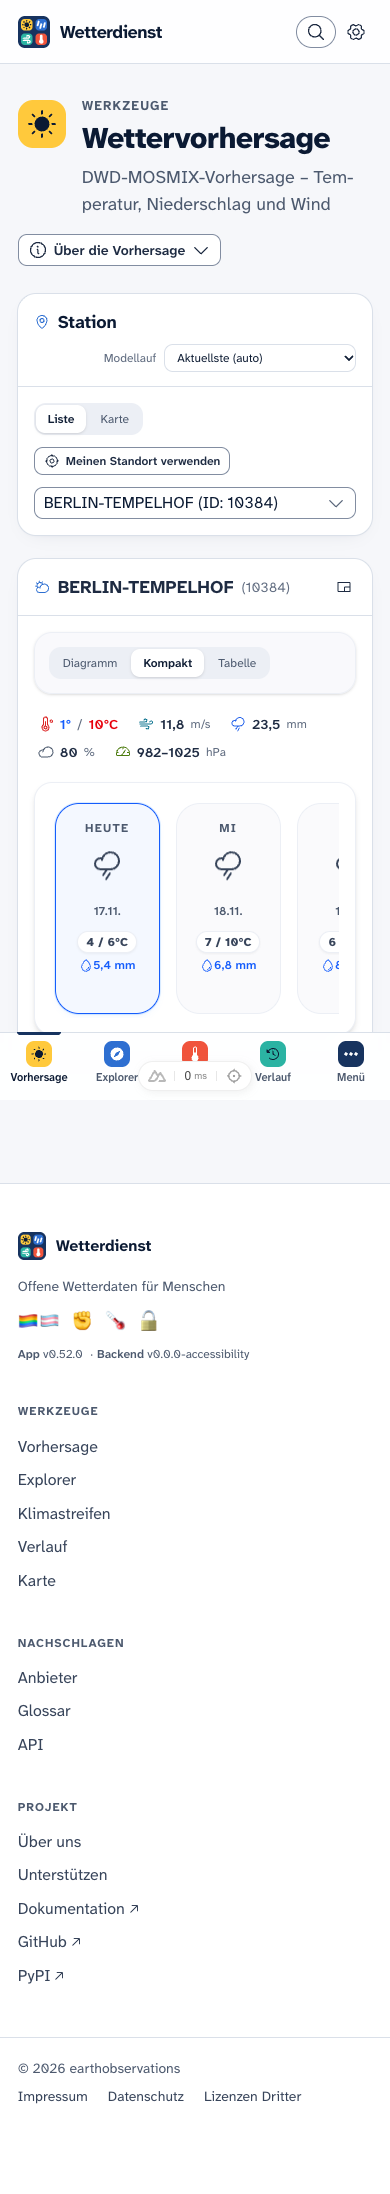 Wetterdienst
WERKZEUGE
Wettervorhersage
DWD-MOSMIX-Vorhersage – Tem-
peratur, Niederschlag und Wind
Über die Vorhersage
Station
Modellauf Aktuellste (auto)
Liste Karte
Meinen Standort verwenden
BERLIN-TEMPELHOF (ID: 10384)
BERLIN-TEMPELHOF (10384)
Diagramm Kompakt Tabelle
1° / 10°C 11,8 m/s 23,5 mm
80 % 982–1025 hPa
HEUTE MI
17.11. 18.11. 1
4 / 6°C 7 / 10°C 6
5,4 mm 6,8 mm
Vorhersage Explorer Verlauf Menü
0 ms
Wetterdienst
Offene Wetterdaten für Menschen
App v0.52.0 · Backend v0.0.0-accessibility
WERKZEUGE
Vorhersage
Explorer
Klimastreifen
Verlauf
Karte
NACHSCHLAGEN
Anbieter
Glossar
API
PROJEKT
Über uns
Unterstützen
Dokumentation ↗
GitHub ↗
PyPI ↗
© 2026 earthobservations
Impressum Datenschutz Lizenzen Dritter